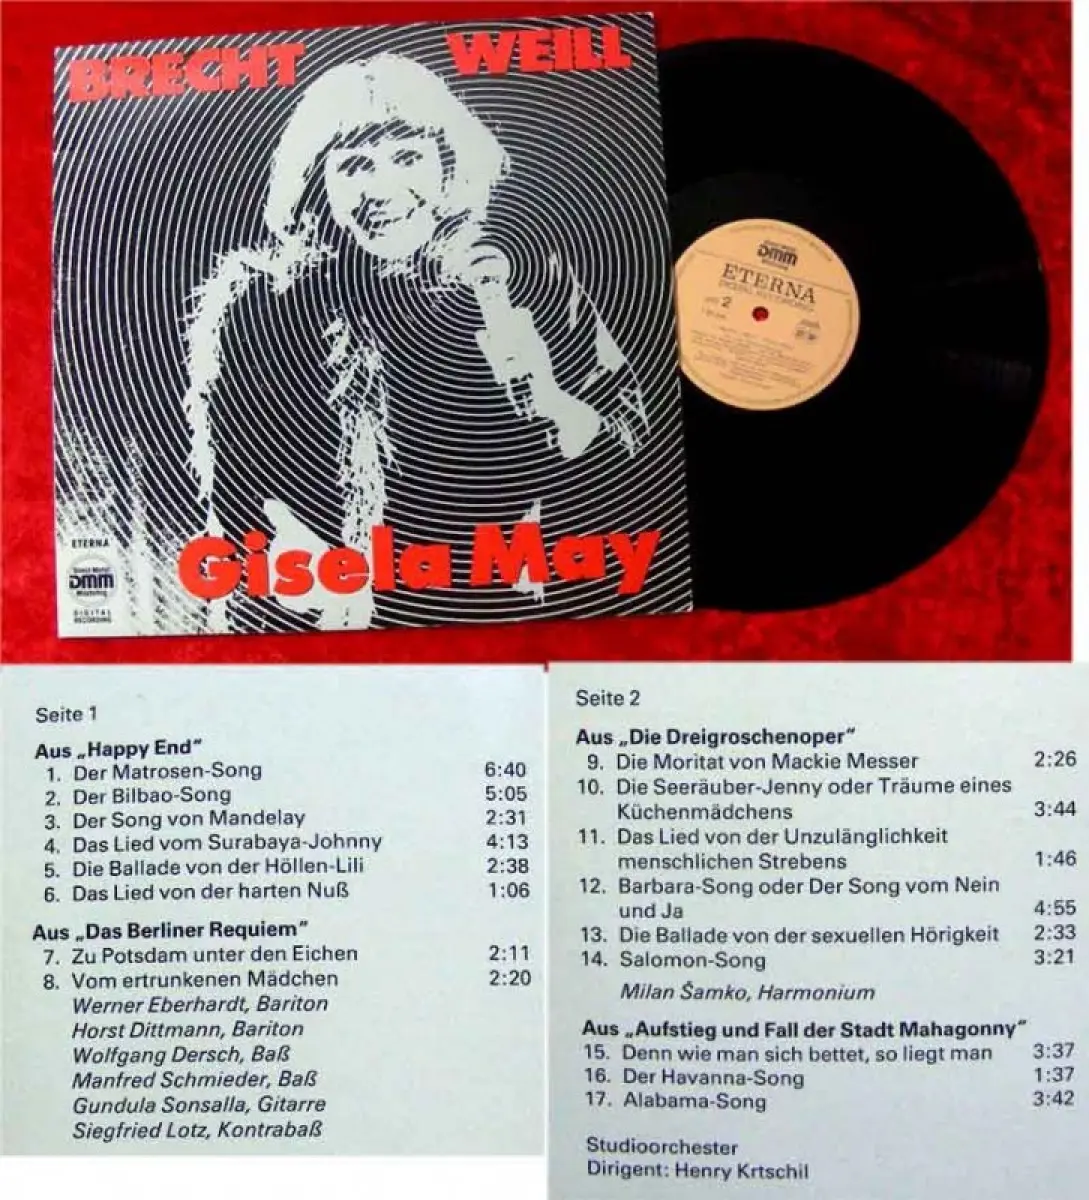 BRECHT WEILL
Gisela May
ETERNA
Direct Metal
DMM
Mastering
DIGITAL
RECORDING
DMM
ETERNA
DIGITAL RECORDING
2
Seite 1
Aus „Happy End"
1. Der Matrosen-Song 6:40
2. Der Bilbao-Song 5:05
3. Der Song von Mandelay 2:31
4. Das Lied vom Surabaya-Johnny 4:13
5. Die Ballade von der Höllen-Lili 2:38
6. Das Lied von der harten Nuß 1:06
Aus „Das Berliner Requiem"
7. Zu Potsdam unter den Eichen 2:11
8. Vom ertrunkenen Mädchen 2:20
Werner Eberhardt, Bariton
Horst Dittmann, Bariton
Wolfgang Dersch, Baß
Manfred Schmieder, Baß
Gundula Sonsalla, Gitarre
Siegfried Lotz, Kontrabaß
Seite 2
Aus „Die Dreigroschenoper"
9. Die Moritat von Mackie Messer 2:26
10. Die Seeräuber-Jenny oder Träume eines
Küchenmädchens 3:44
11. Das Lied von der Unzulänglichkeit
menschlichen Strebens 1:46
12. Barbara-Song oder Der Song vom Nein
und Ja 4:55
13. Die Ballade von der sexuellen Hörigkeit 2:33
14. Salomon-Song 3:21
Milan Šamko, Harmonium
Aus „Aufstieg und Fall der Stadt Mahagonny"
15. Denn wie man sich bettet, so liegt man 3:37
16. Der Havanna-Song 1:37
17. Alabama-Song 3:42
Studioorchester
Dirigent: Henry Krtschil